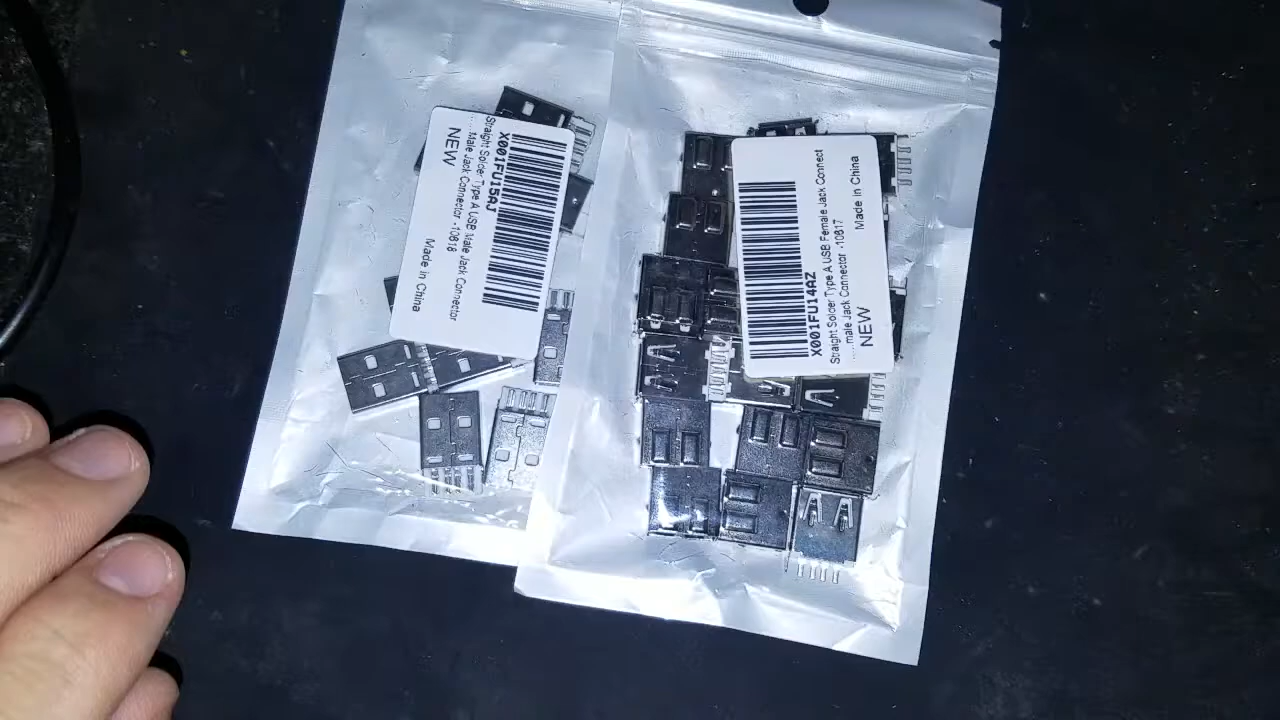 X001FU15AJ
Straight Solder Type A USB Male Jack Connector
...Male Jack Connector -10818
NEW
Made in China
X001FU14AZ
Straight Solder Type A USB Female Jack Connect
...male Jack Connector -10817
NEW
Made in China